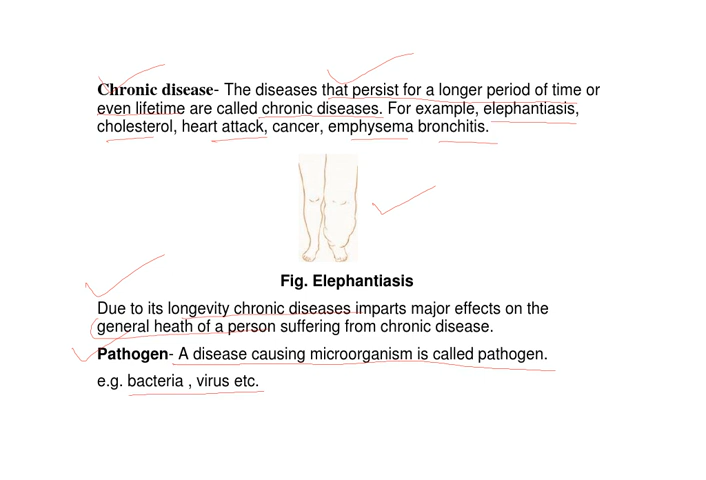 Chronic disease- The diseases that persist for a longer period of time or
even lifetime are called chronic diseases. For example, elephantiasis,
cholesterol, heart attack, cancer, emphysema bronchitis.
Fig. Elephantiasis
Due to its longevity chronic diseases imparts major effects on the
general heath of a person suffering from chronic disease.
Pathogen- A disease causing microorganism is called pathogen.
e.g. bacteria , virus etc.